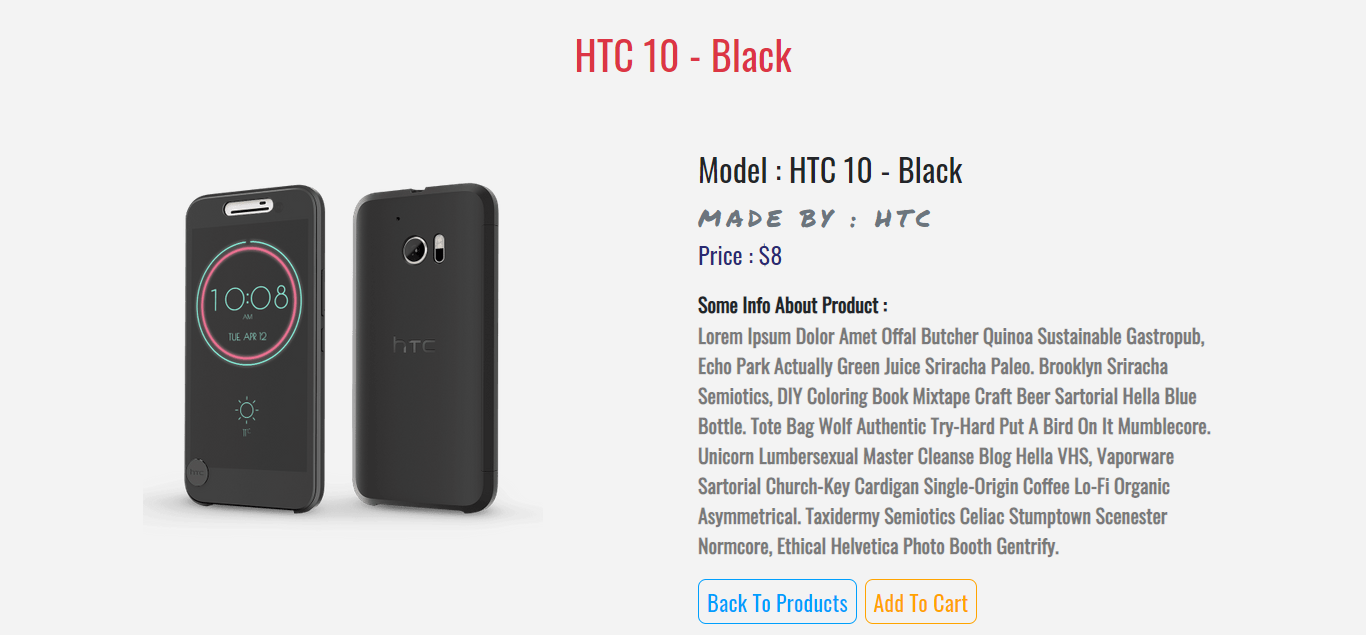 HTC 10 - Black
Model : HTC 10 - Black
MADE BY : HTC
Price : $8
Some Info About Product :
Lorem Ipsum Dolor Amet Offal Butcher Quinoa Sustainable Gastropub,
Echo Park Actually Green Juice Sriracha Paleo. Brooklyn Sriracha
Semiotics, DIY Coloring Book Mixtape Craft Beer Sartorial Hella Blue
Bottle. Tote Bag Wolf Authentic Try-Hard Put A Bird On It Mumblecore.
Unicorn Lumbersexual Master Cleanse Blog Hella VHS, Vaporware
Sartorial Church-Key Cardigan Single-Origin Coffee Lo-Fi Organic
Asymmetrical. Taxidermy Semiotics Celiac Stumptown Scenester
Normcore, Ethical Helvetica Photo Booth Gentrify.
Back To Products
Add To Cart
10:08
AM
TUE, APR 12
hTC
hTC